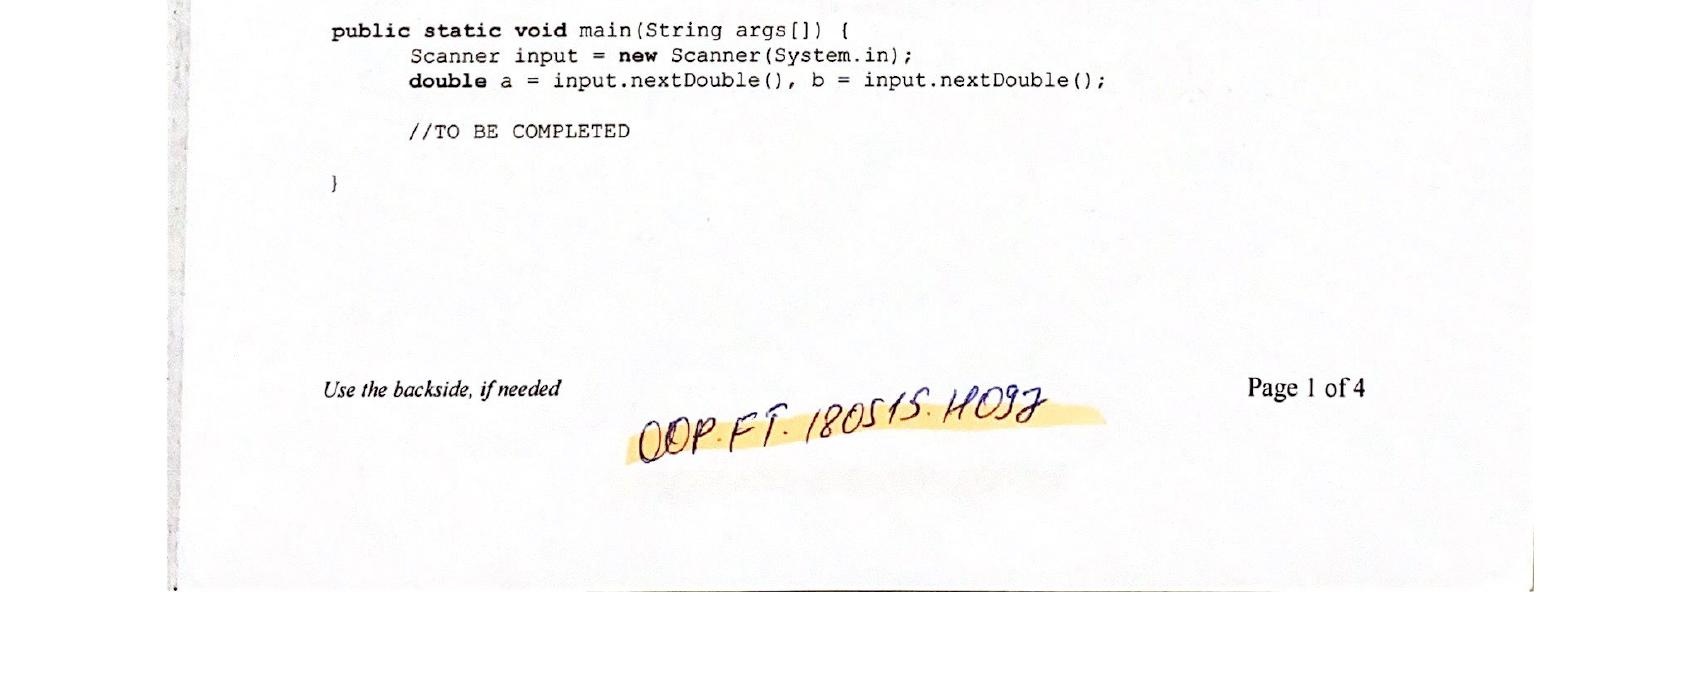 public static void main(String args[]) {
Scanner input = new Scanner(System.in);
double a = input.nextDouble(), b = input.nextDouble();
//TO BE COMPLETED
}
Use the backside, if needed
Page 1 of 4
OOP.FT.180515.H092